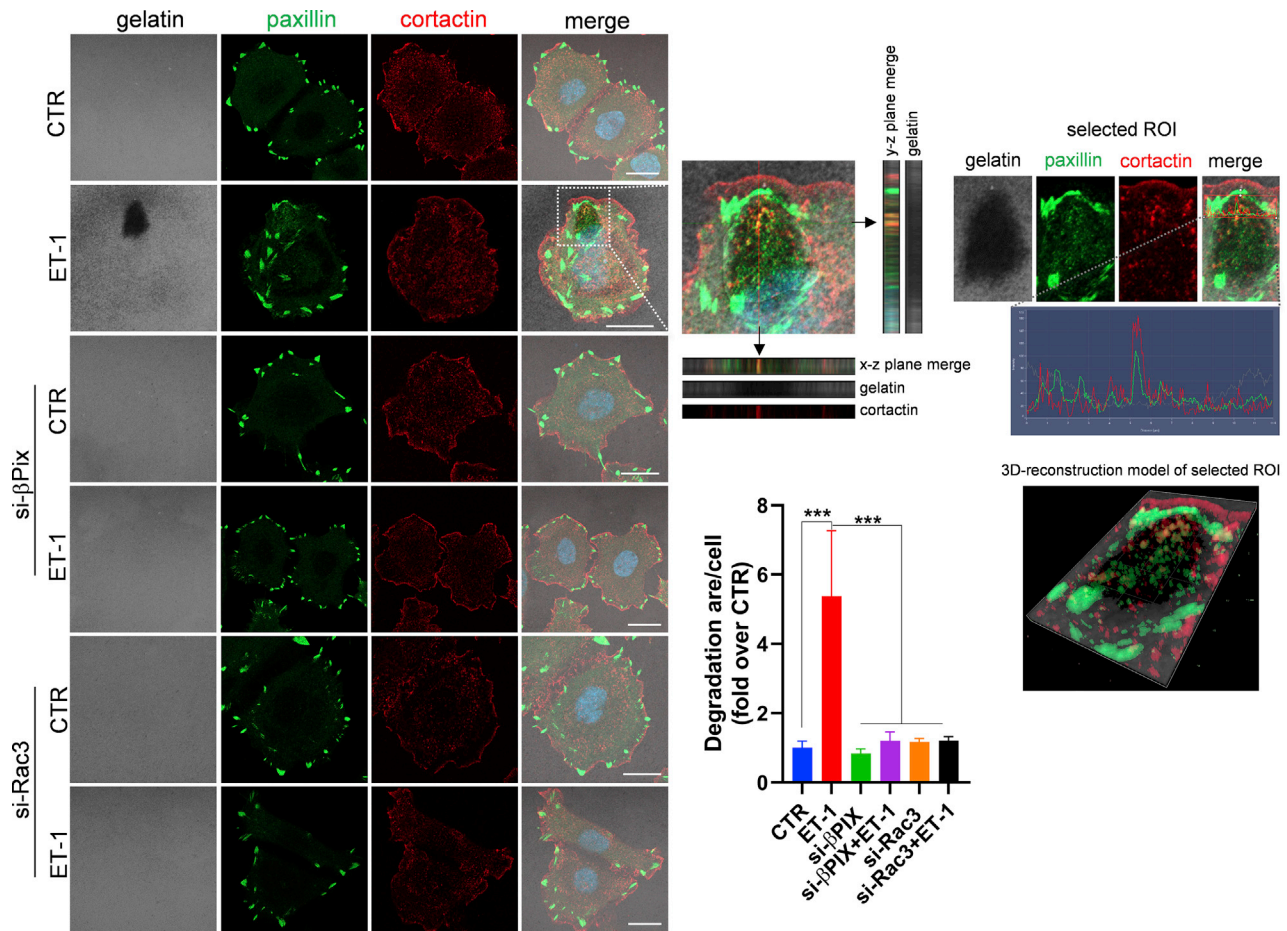 gelatin paxillin cortactin merge
CTR
ET-1
si-βPix
CTR
ET-1
si-Rac3
CTR
ET-1
y-z plane merge
gelatin
x-z plane merge
gelatin
cortactin
selected ROI
gelatin paxillin cortactin merge
3D-reconstruction model of selected ROI
Degradation are/cell
(fold over CTR)
8
6
4
2
0
*** ***
CTR
ET-1
si-βPIX
si-βPIX+ET-1
si-Rac3
si-Rac3+ET-1